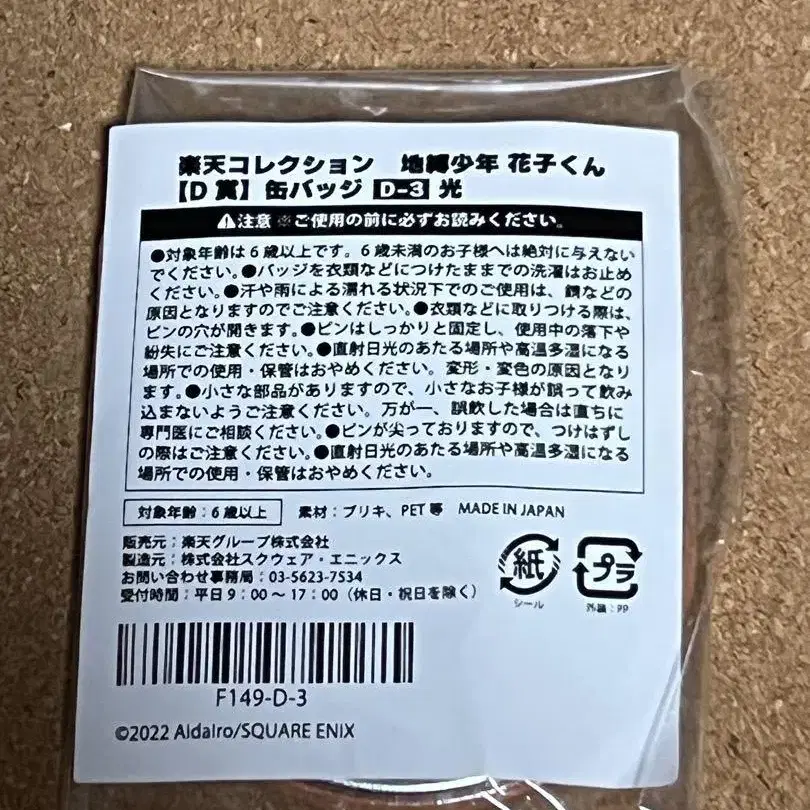 楽天コレクション 地縛少年 花子くん
【D 賞】 缶バッジ D-3 光
⚠注意 ※ご使用の前に必ずお読みください。
●対象年齢は6歳以上です。6歳未満のお子様へは絶対に与えない
でください。●バッジを衣類などにつけたままでの洗濯はお止め
ください。●汗や雨による濡れる状況下でのご使用は、錆などの
原因となりますのでご注意ください。●衣類などに取りつける際は、
ピンの穴が開きます。●ピンはしっかりと固定し、使用中の落下や
紛失にご注意ください。●直射日光のあたる場所や高温多湿になる
場所での使用・保管はおやめください。変形・変色の原因となりま
す。●小さな部品がありますので、小さなお子様が誤って飲み
込まないようご注意ください。万が一、誤飲した場合は直ちに
専門医にご相談ください。●ピンが尖っておりますので、つけはずし
の際はご注意ください。●直射日光のあたる場所や高温多湿になる
場所での使用・保管はおやめください。
対象年齢：6歳以上 素材：ブリキ、PET等 MADE IN JAPAN
販売元：楽天グループ株式会社
製造元：株式会社スクウェア・エニックス
お問い合わせ事務局：03-5623-7534
受付時間：平日9：00～17：00（休日・祝日を除く）
紙
シール
プラ
外装：PP
F149-D-3
©2022 AidaIro/SQUARE ENIX